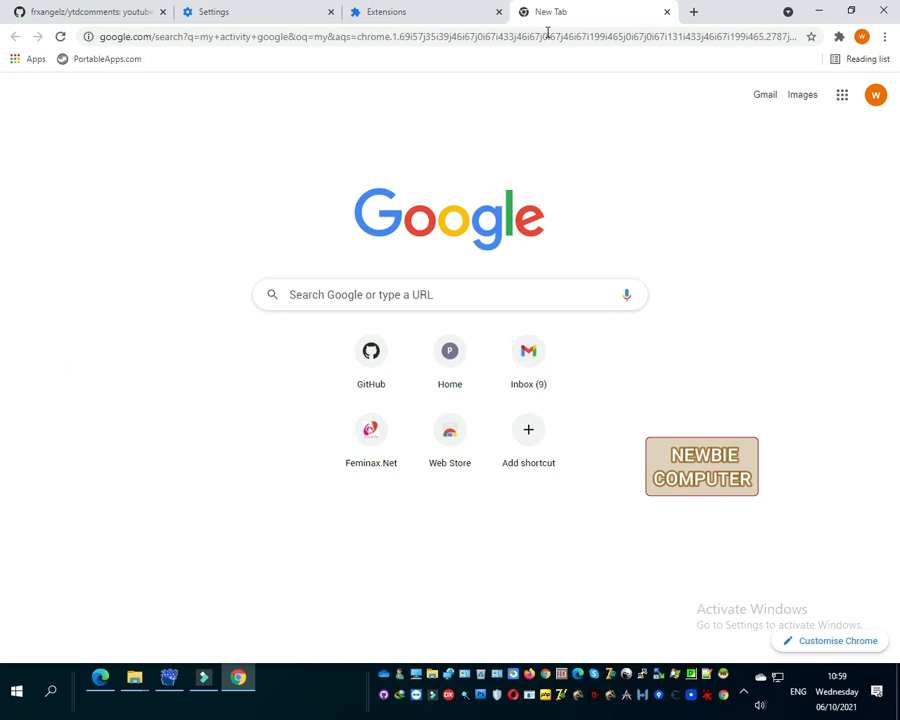 frxangelz/ytdcomments: youtube
Settings
Extensions
New Tab
google.com/search?q=my+activity+google&oq=my&aqs=chrome.1.69i57j35i39j46i67j0i67i433j46i67j0i67j46i67i199i465j0i67j0i67i131i433j46i67i199i465.2787j...
Apps
PortableApps.com
Reading list
Gmail
Images
W
W
Google
Search Google or type a URL
P
GitHub
Home
Inbox (9)
Feminax.Net
Web Store
Add shortcut
NEWBIE
COMPUTER
Activate Windows
Go to Settings to activate Windows.
Customise Chrome
10:59
ENG
Wednesday
06/10/2021